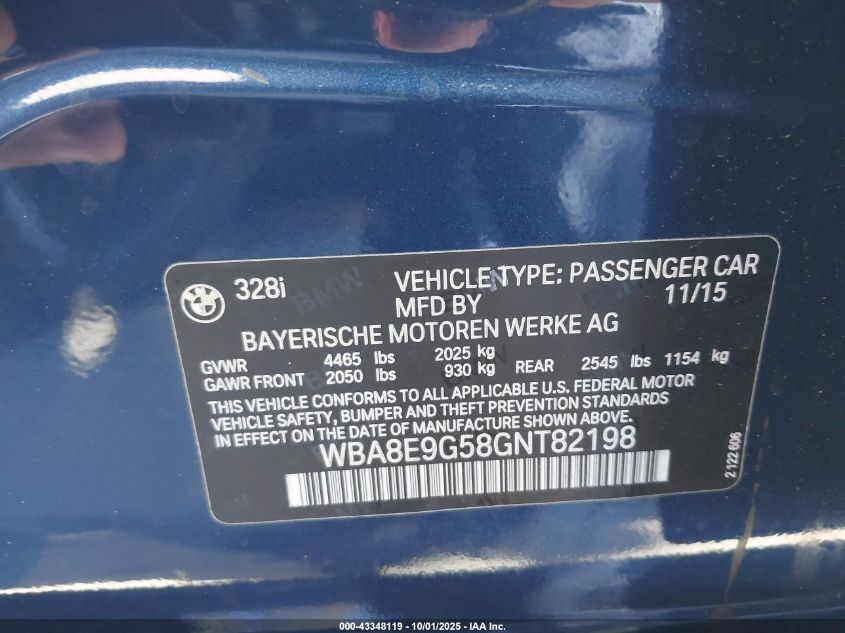 328i VEHICLE TYPE: PASSENGER CAR
MFD BY 11/15
BAYERISCHE MOTOREN WERKE AG
GVWR 4465 lbs 2025 kg
GAWR FRONT 2050 lbs 930 kg REAR 2545 lbs 1154 kg
THIS VEHICLE CONFORMS TO ALL APPLICABLE U.S. FEDERAL MOTOR
VEHICLE SAFETY, BUMPER AND THEFT PREVENTION STANDARDS
IN EFFECT ON THE DATE OF MANUFACTURE SHOWN ABOVE.
WBA8E9G58GNT82198
2 122 606
BMW
000-43348119 - 10/01/2025 - IAA Inc.